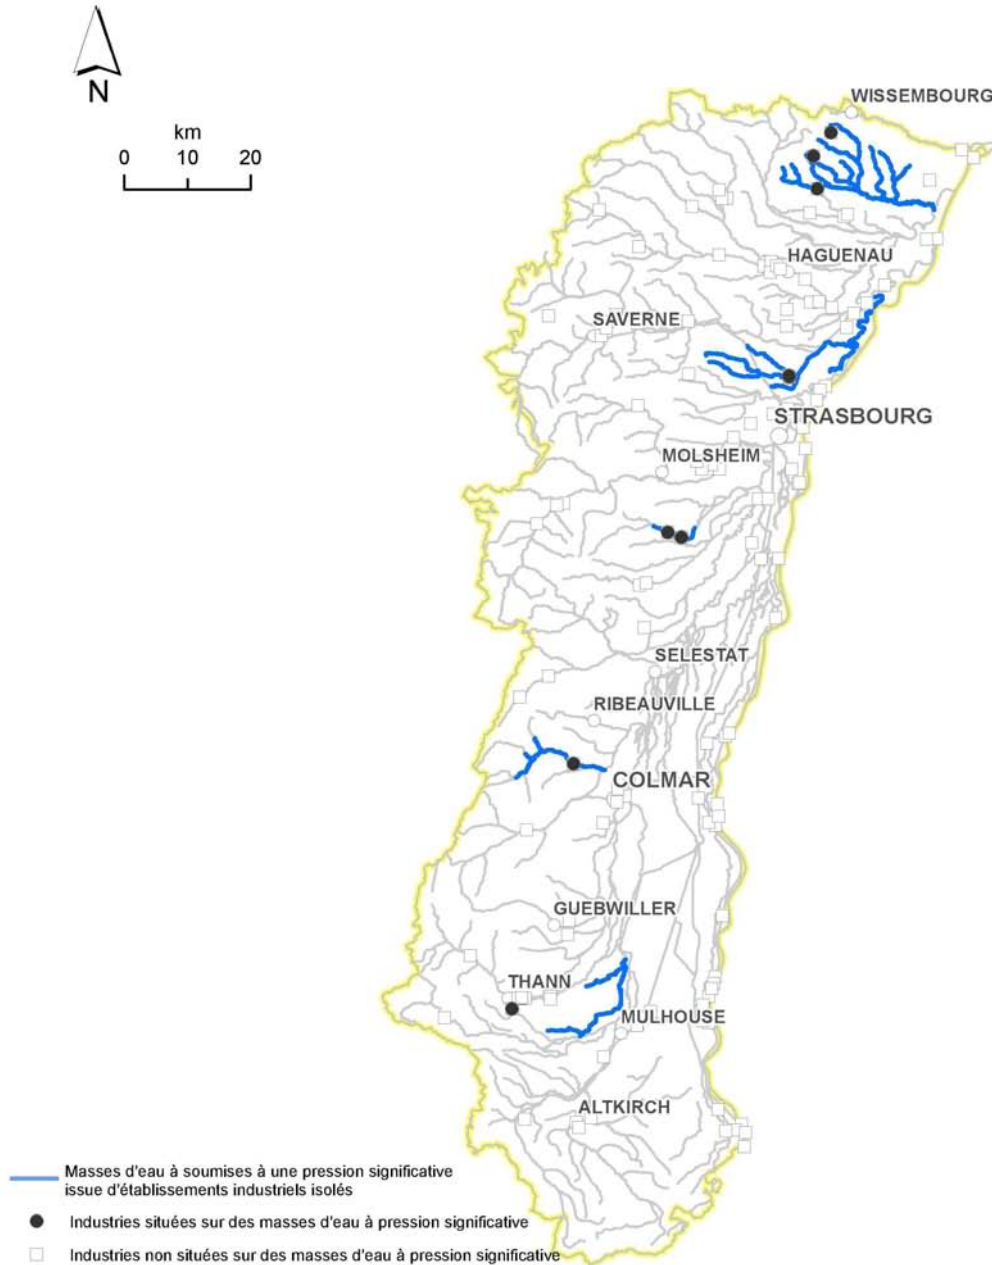 N
km
0 10 20
WISSEMBOURG
HAGUENAU
SAVERNE
STRASBOURG
MOLSHEIM
SELESTAT
RIBEAUVILLE
COLMAR
GUEBWILLER
THANN
MULHOUSE
ALTKIRCH
Masses d'eau à soumises à une pression significative
issue d'établissements industriels isolés
Industries situées sur des masses d'eau à pression significative
Industries non situées sur des masses d'eau à pression significative